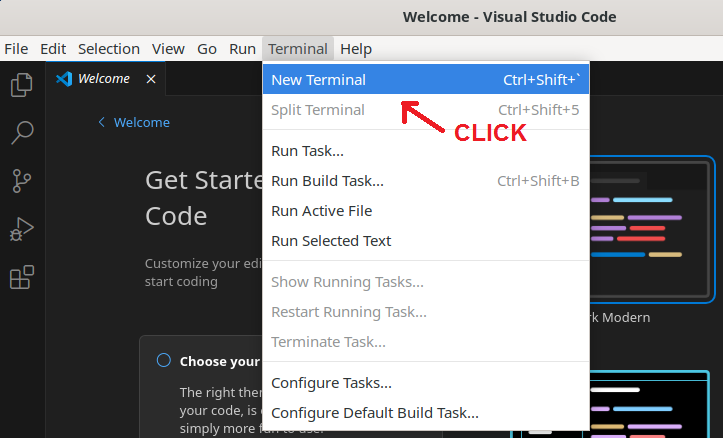 Welcome - Visual Studio Code
File Edit Selection View Go Run Terminal Help
Welcome
New Terminal Ctrl+Shift+`
Split Terminal Ctrl+Shift+5
CLICK
Welcome
Run Task...
Run Build Task... Ctrl+Shift+B
Run Active File
Run Selected Text
Show Running Tasks...
Restart Running Task...
Terminate Task...
Configure Tasks...
Configure Default Build Task...
Get Starte
Code
Customize your edi
start coding
Choose your
The right ther
your code, is
simply more fun to use.
rk Modern